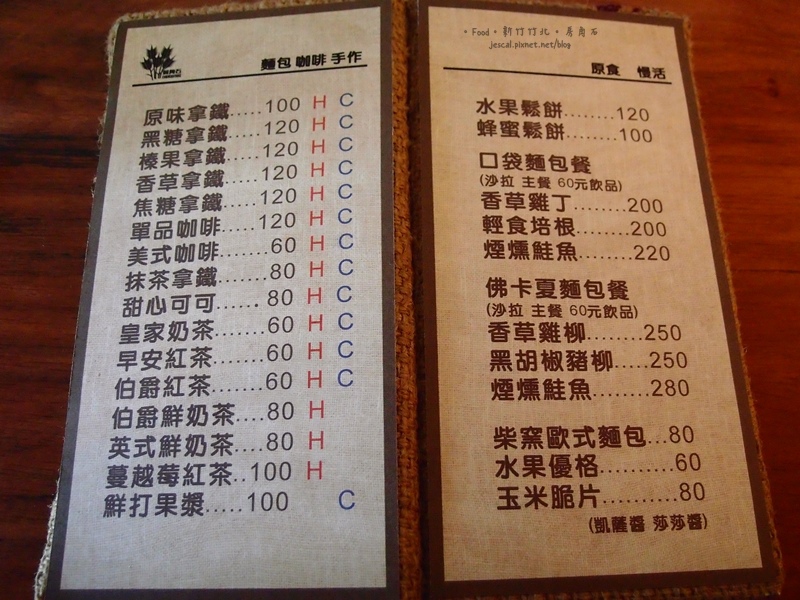 麵包 咖啡 手作
原味拿鐵.....100 H C
黑糖拿鐵.....120 H C
榛果拿鐵.....120 H C
香草拿鐵.....120 H C
焦糖拿鐵.....120 H C
單品咖啡.....120 H C
美式咖啡......60 H C
抹茶拿鐵......80 H C
甜心可可......80 H C
皇家奶茶......60 H C
早安紅茶......60 H C
伯爵紅茶......60 H C
伯爵鮮奶茶....80 H
英式鮮奶茶....80 H
蔓越莓紅茶..100 H
鮮打果漿.....100 C
。Food。新竹竹北。房角石
jescal.pixnet.net/blog
原食 慢活
水果鬆餅........120
蜂蜜鬆餅........100
口袋麵包餐
(沙拉 主餐 60元飲品)
香草雞丁........200
輕食培根........200
煙燻鮭魚........220
佛卡夏麵包餐
(沙拉 主餐 60元飲品)
香草雞柳.......250
黑胡椒豬柳.....250
煙燻鮭魚........280
柴窯歐式麵包...80
水果優格..........60
玉米脆片..........80
(凱薩醬 莎莎醬)